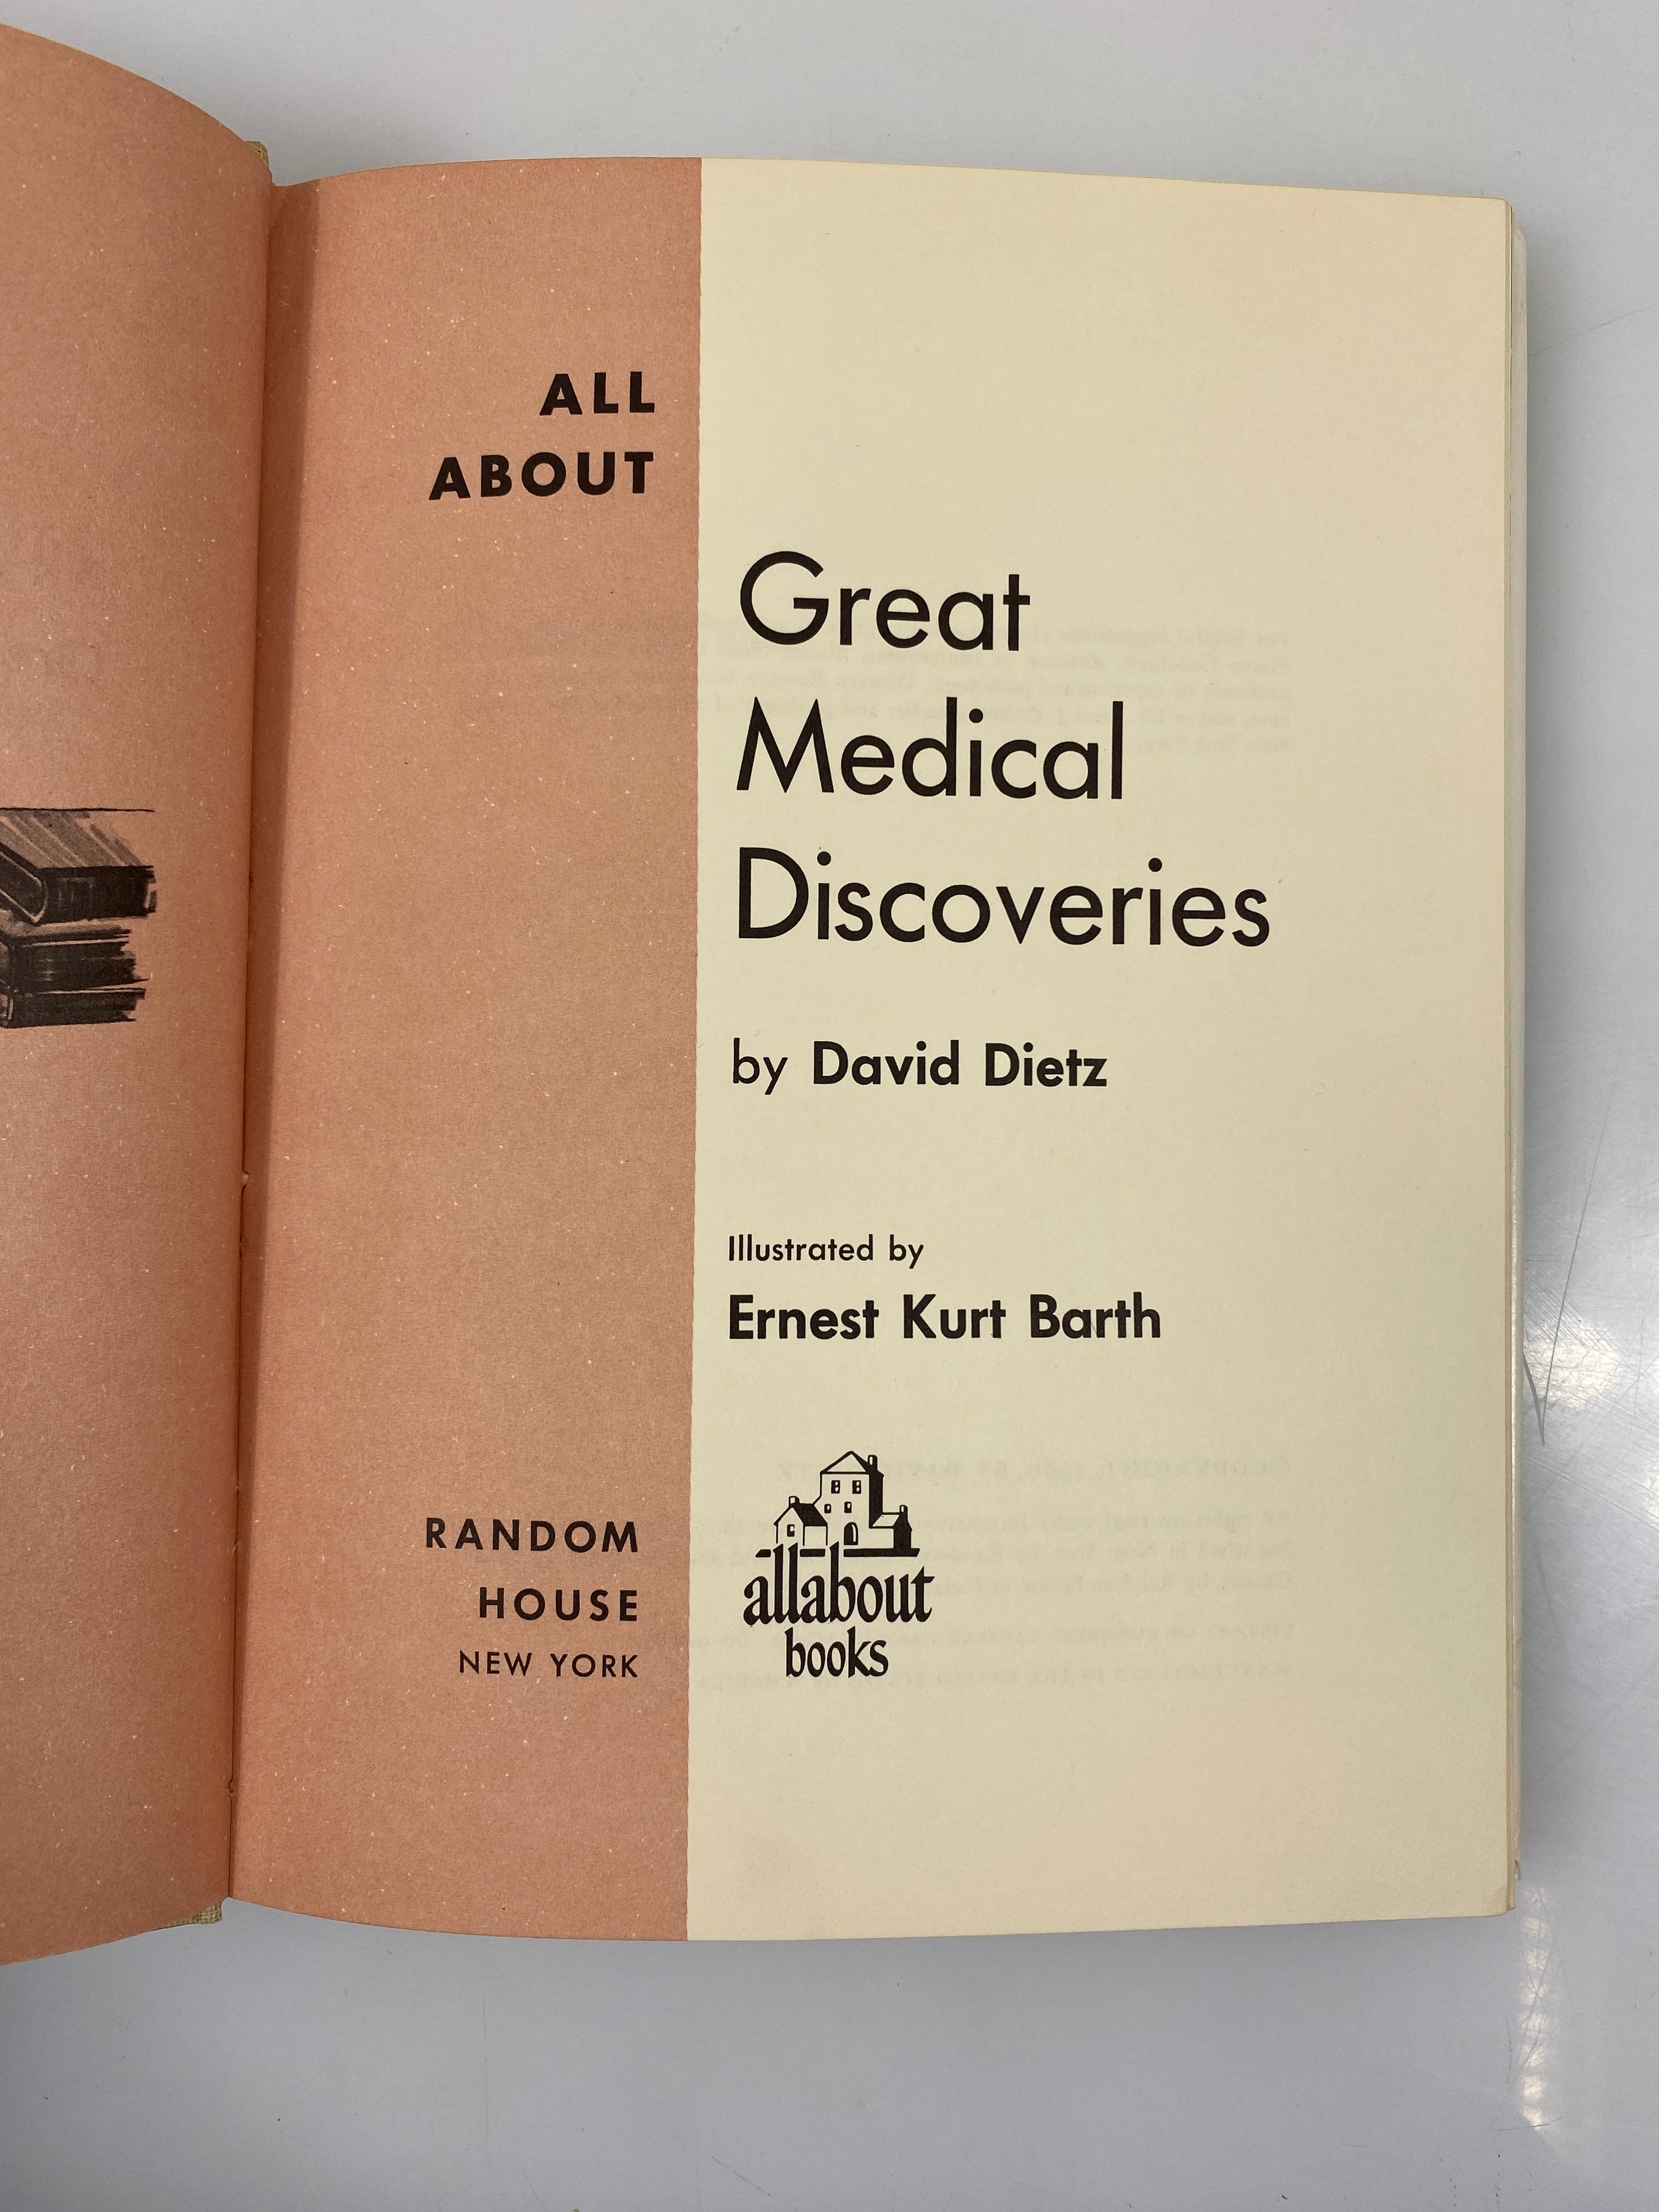 ALL
ABOUT
Great
Medical
Discoveries
by David Dietz
Illustrated by
Ernest Kurt Barth
RANDOM
HOUSE
NEW YORK
allabout
books